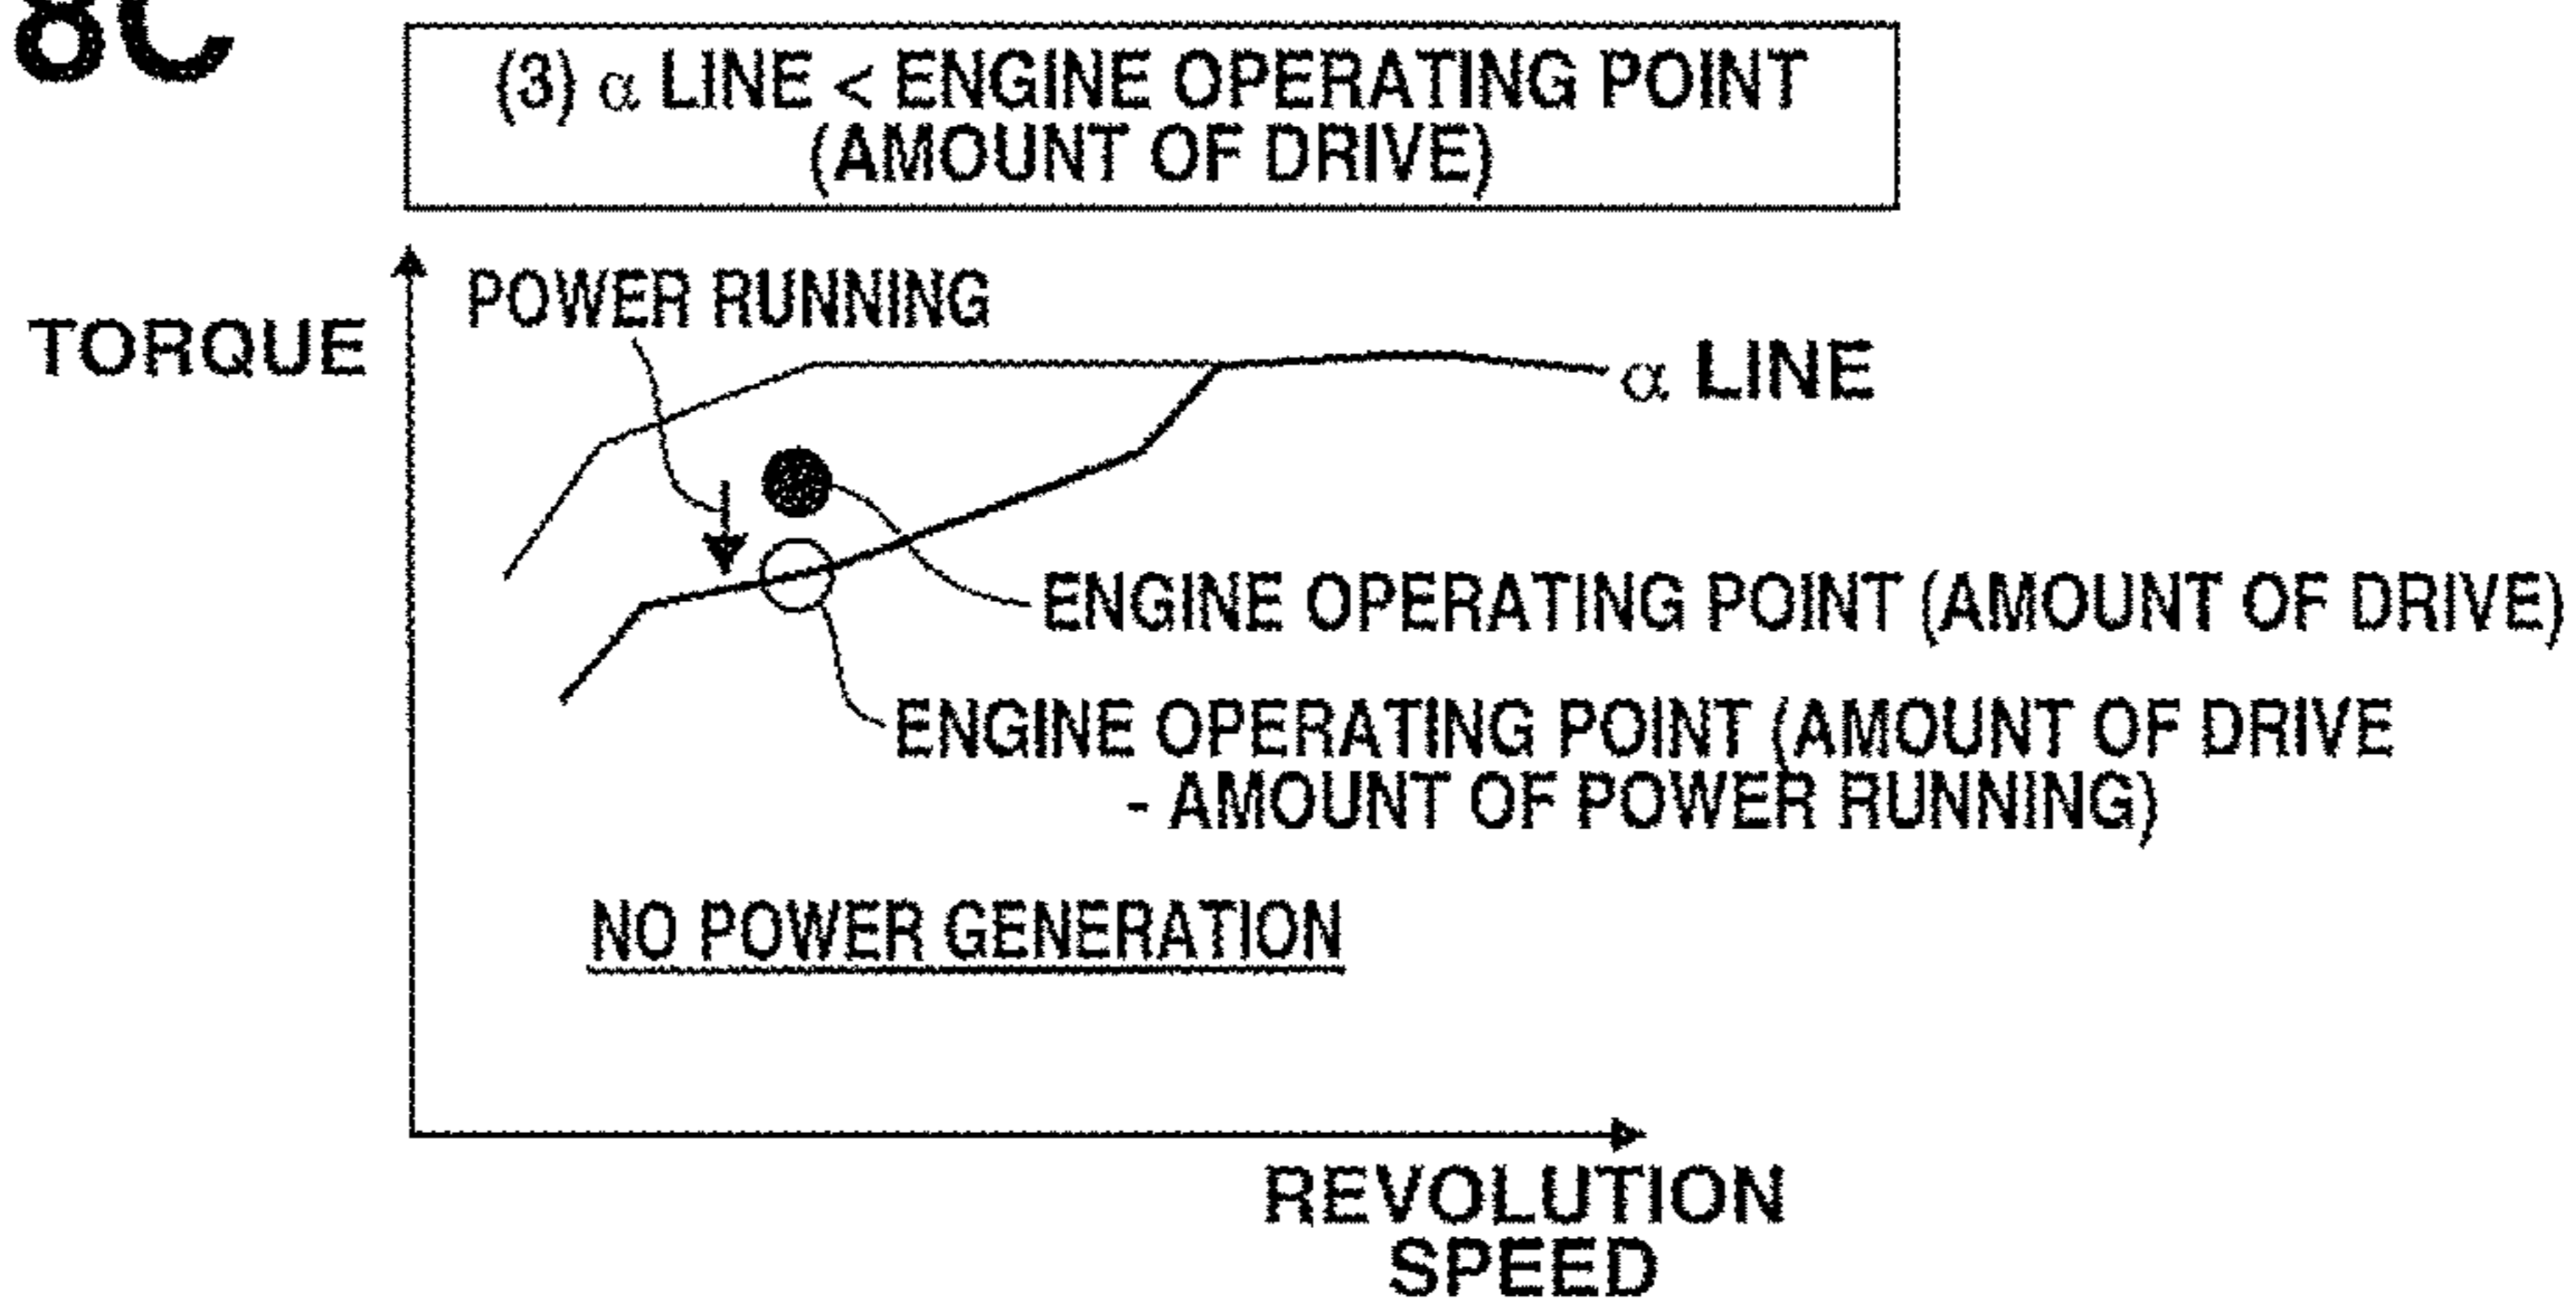 8C
(3) α LINE < ENGINE OPERATING POINT
(AMOUNT OF DRIVE)
TORQUE
POWER RUNNING
α LINE
ENGINE OPERATING POINT (AMOUNT OF DRIVE)
ENGINE OPERATING POINT (AMOUNT OF DRIVE
- AMOUNT OF POWER RUNNING)
NO POWER GENERATION
REVOLUTION
SPEED